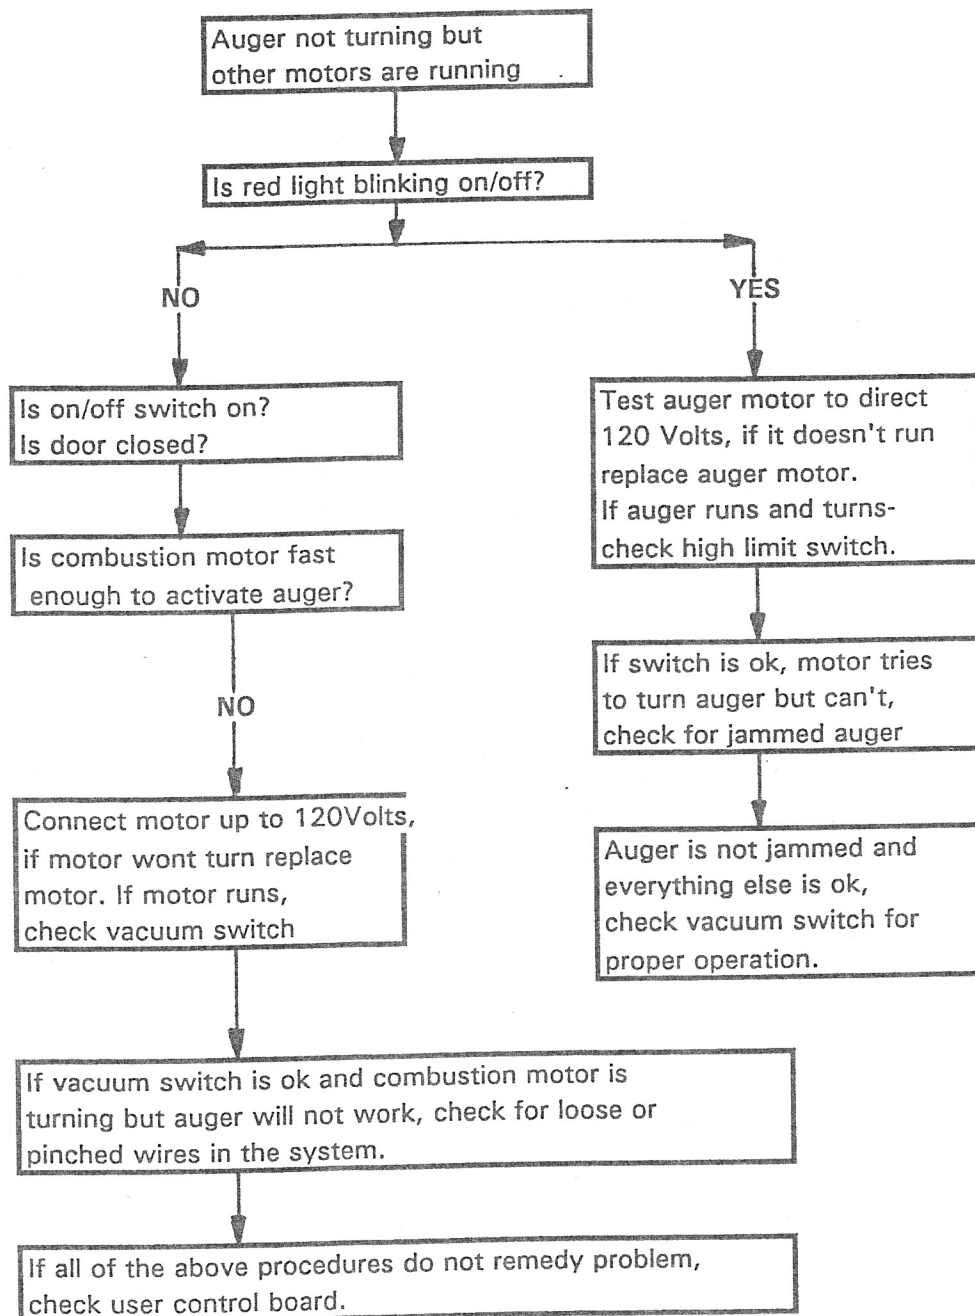 Auger not turning but
other motors are running
Is red light blinking on/off?
NO
YES
Is on/off switch on?
Is door closed?
Is combustion motor fast
enough to activate auger?
NO
Connect motor up to 120Volts,
if motor wont turn replace
motor. If motor runs,
check vacuum switch
Test auger motor to direct
120 Volts, if it doesn't run
replace auger motor.
If auger runs and turns-
check high limit switch.
If switch is ok, motor tries
to turn auger but can't,
check for jammed auger
Auger is not jammed and
everything else is ok,
check vacuum switch for
proper operation.
If vacuum switch is ok and combustion motor is
turning but auger will not work, check for loose or
pinched wires in the system.
If all of the above procedures do not remedy problem,
check user control board.